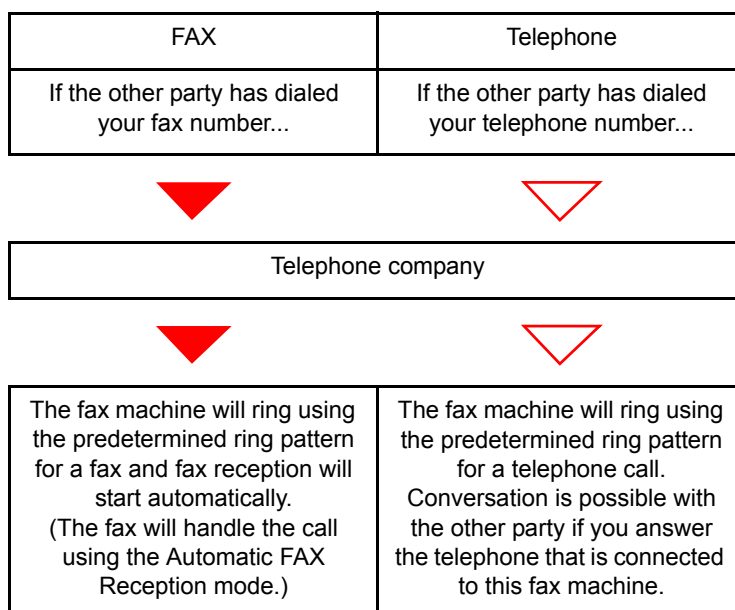 FAX
Telephone
If the other party has dialed
your fax number...
If the other party has dialed
your telephone number...
Telephone company
The fax machine will ring using
the predetermined ring pattern
for a fax and fax reception will
start automatically.
(The fax will handle the call
using the Automatic FAX
Reception mode.)
The fax machine will ring using
the predetermined ring pattern
for a telephone call.
Conversation is possible with
the other party if you answer
the telephone that is connected
to this fax machine.